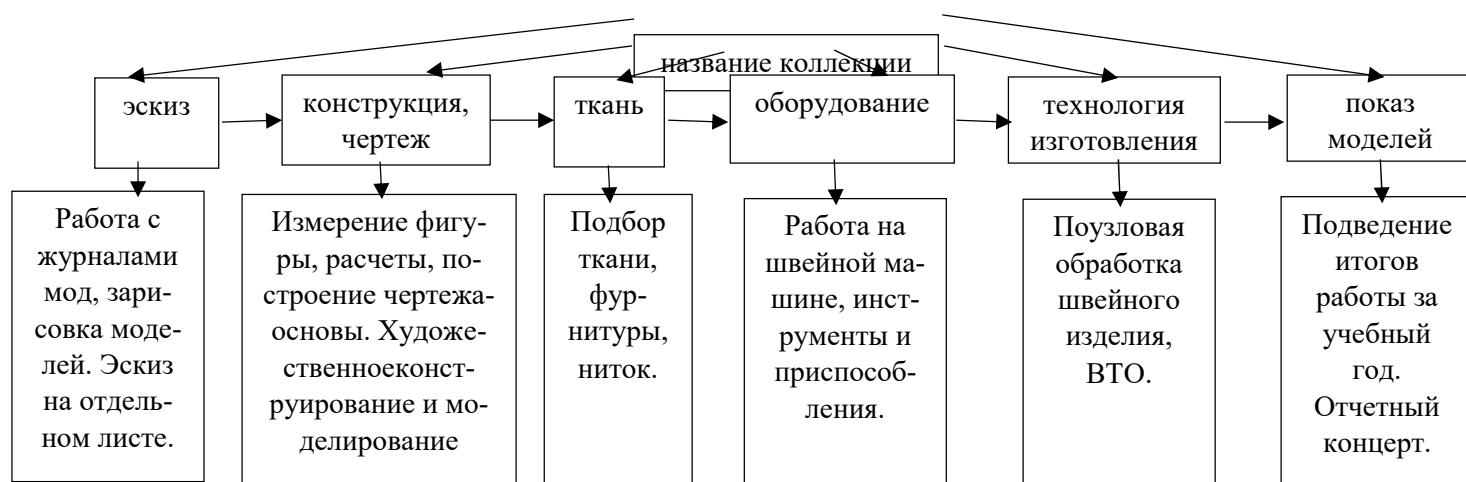 название коллекции
эскиз
конструкция,
чертеж
ткань
оборудование
технология
изготовления
показ
моделей
Работа с
журналами
мод, зари-
совка моде-
лей. Эскиз
на отдель-
ном листе.
Измерение фигу-
ры, расчеты, по-
строение чертежа-
основы. Художе-
ственноеконст-
руирование и мо-
делирование
Подбор
ткани,
фур-
нитуры,
ниток.
Работа на
швейной ма-
шине, инст-
рументы и
приспособ-
ления.
Поузловая
обработка
швейного
изделия,
ВТО.
Подведение
итогов
работы за
учебный
год.
Отчетный
концерт.